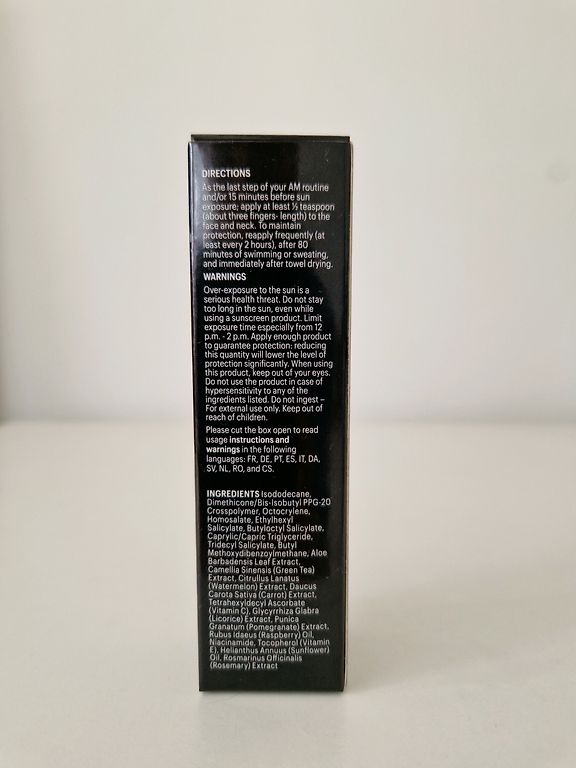 DIRECTIONS
As the last step of your AM routine
and/or 15 minutes before sun
exposure; apply at least ½ teaspoon
(about three fingers- length) to the
face and neck. To maintain
protection, reapply frequently (at
least every 2 hours), after 80
minutes of swimming or sweating,
and immediately after towel drying.
WARNINGS
Over-exposure to the sun is a
serious health threat. Do not stay
too long in the sun, even while
using a sunscreen product. Limit
exposure time especially from 12
p.m. - 2 p.m. Apply enough product
to guarantee protection: reducing
this quantity will lower the level of
protection significantly. When using
this product, keep out of your eyes.
Do not use the product in case of
hypersensitivity to any of the
ingredients listed. Do not ingest –
For external use only. Keep out of
reach of children.
Please cut the box open to read
usage instructions and
warnings in the following
languages: FR, DE, PT, ES, IT, DA,
SV, NL, RO, and CS.
INGREDIENTS Isododecane,
Dimethicone/Bis-Isobutyl PPG-20
Crosspolymer, Octocrylene,
Homosalate, Ethylhexyl
Salicylate, Butyloctyl Salicylate,
Caprylic/Capric Triglyceride,
Tridecyl Salicylate, Butyl
Methoxydibenzoylmethane, Aloe
Barbadensis Leaf Extract,
Camellia Sinensis (Green Tea)
Extract, Citrullus Lanatus
(Watermelon) Extract, Daucus
Carota Sativa (Carrot) Extract,
Tetrahexyldecyl Ascorbate
(Vitamin C), Glycyrrhiza Glabra
(Licorice) Extract, Punica
Granatum (Pomegranate) Extract,
Rubus Idaeus (Raspberry) Oil,
Niacinamide, Tocopherol (Vitamin
E), Helianthus Annuus (Sunflower)
Oil, Rosmarinus Officinalis
(Rosemary) Extract